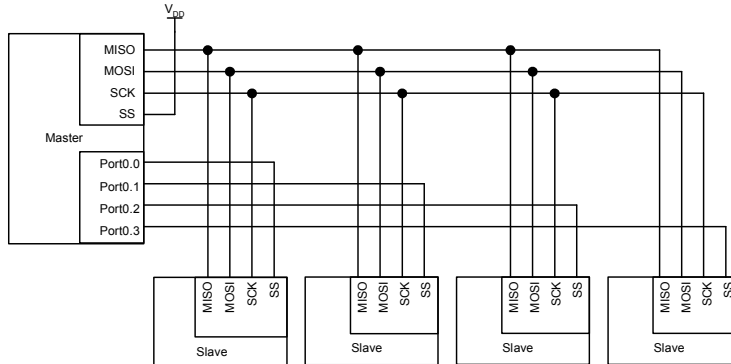 VDD
MISO
MOSI
SCK
SS
Master
Port0.0
Port0.1
Port0.2
Port0.3
MISO
MOSI
SCK
SS
Slave
MISO
MOSI
SCK
SS
Slave
MISO
MOSI
SCK
SS
Slave
MISO
MOSI
SCK
SS
Slave